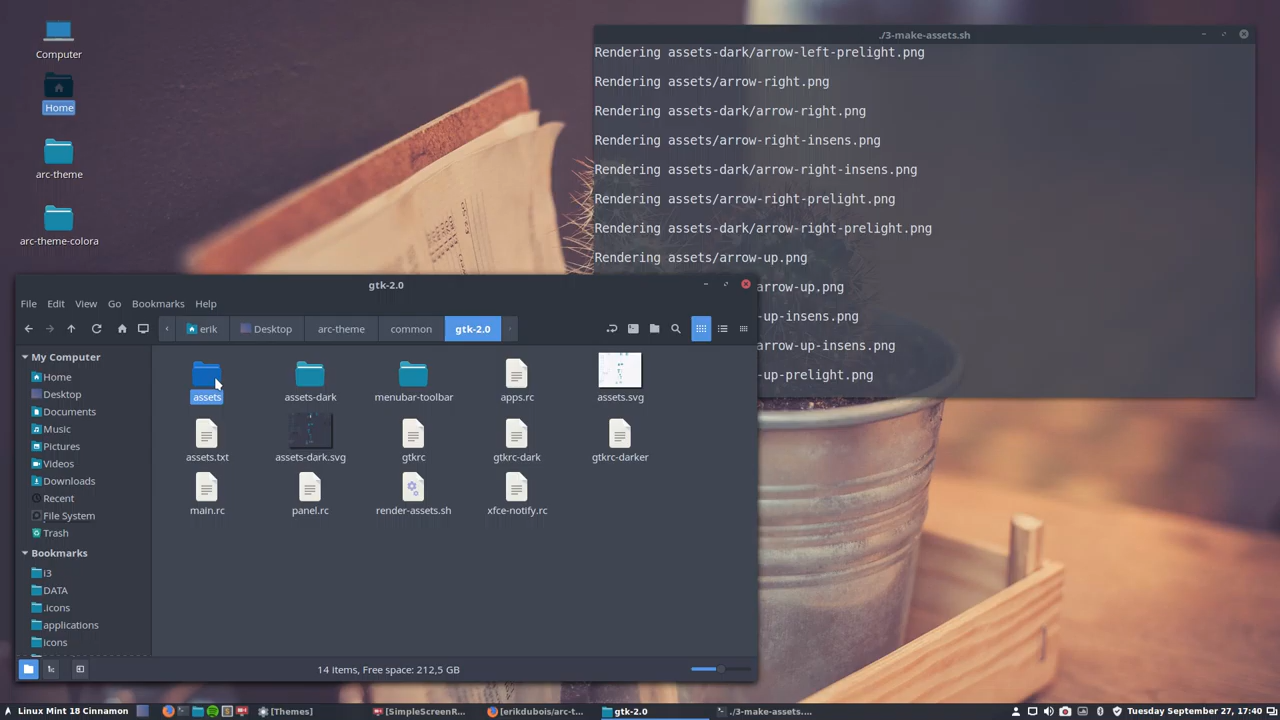 Computer
Home
arc-theme
arc-theme-colora
./3-make-assets.sh
Rendering assets-dark/arrow-left-prelight.png
Rendering assets/arrow-right.png
Rendering assets-dark/arrow-right.png
Rendering assets/arrow-right-insens.png
Rendering assets-dark/arrow-right-insens.png
Rendering assets/arrow-right-prelight.png
Rendering assets-dark/arrow-right-prelight.png
Rendering assets/arrow-up.png
arrow-up.png
up-insens.png
arrow-up-insens.png
up-prelight.png
gtk-2.0
File Edit View Go Bookmarks Help
erik Desktop arc-theme common gtk-2.0
My Computer
Home
Desktop
Documents
Music
Pictures
Videos
Downloads
Recent
File System
Trash
Bookmarks
i3
DATA
.icons
applications
icons
assets assets-dark menubar-toolbar apps.rc assets.svg
assets.txt assets-dark.svg gtkrc gtkrc-dark gtkrc-darker
main.rc panel.rc render-assets.sh xfce-notify.rc
14 items, Free space: 212,5 GB
Linux Mint 18 Cinnamon [Themes] [SimpleScreenR... [erikdubois/arc-t... gtk-2.0 ./3-make-assets.... Tuesday September 27, 17:40